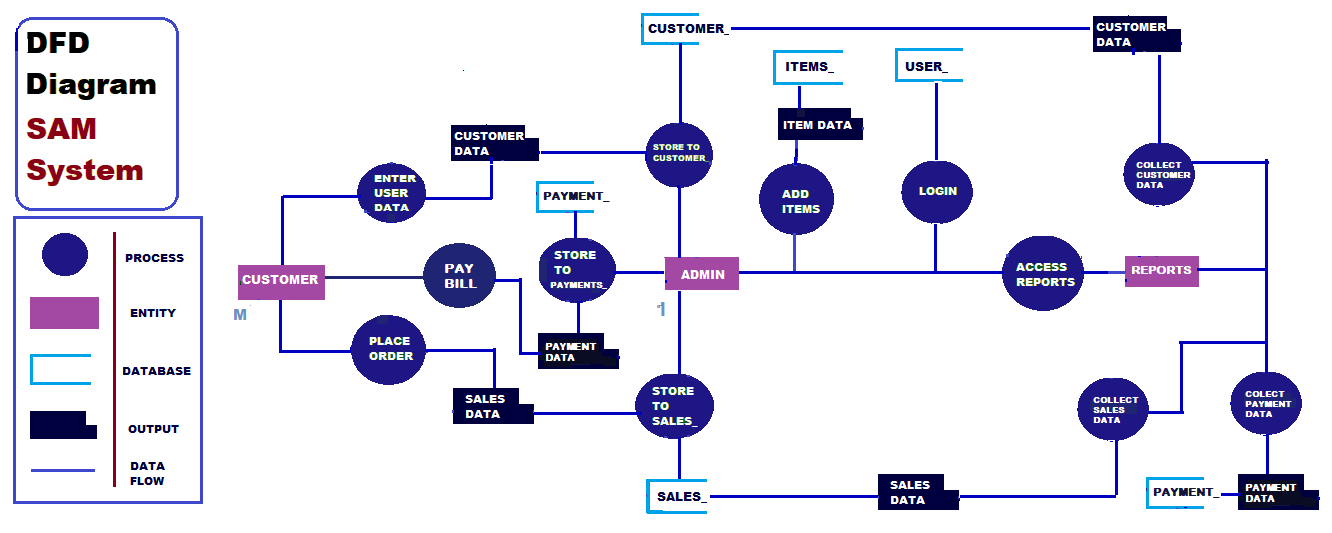 DFD
Diagram
SAM
System
PROCESS
ENTITY
DATABASE
OUTPUT
DATA
FLOW
CUSTOMER_
CUSTOMER
DATA
ITEMS_
USER_
ITEM DATA
CUSTOMER
DATA
STORE TO
CUSTOMER_
COLLECT
CUSTOMER
DATA
ENTER
USER
DATA
PAYMENT_
ADD
ITEMS
LOGIN
CUSTOMER
M
PAY
BILL
STORE
TO
PAYMENTS_
ADMIN
1
ACCESS
REPORTS
REPORTS
PLACE
ORDER
PAYMENT
DATA
SALES
DATA
STORE
TO
SALES_
COLLECT
SALES
DATA
COLECT
PAYMENT
DATA
SALES_
SALES
DATA
PAYMENT_
PAYMENT
DATA